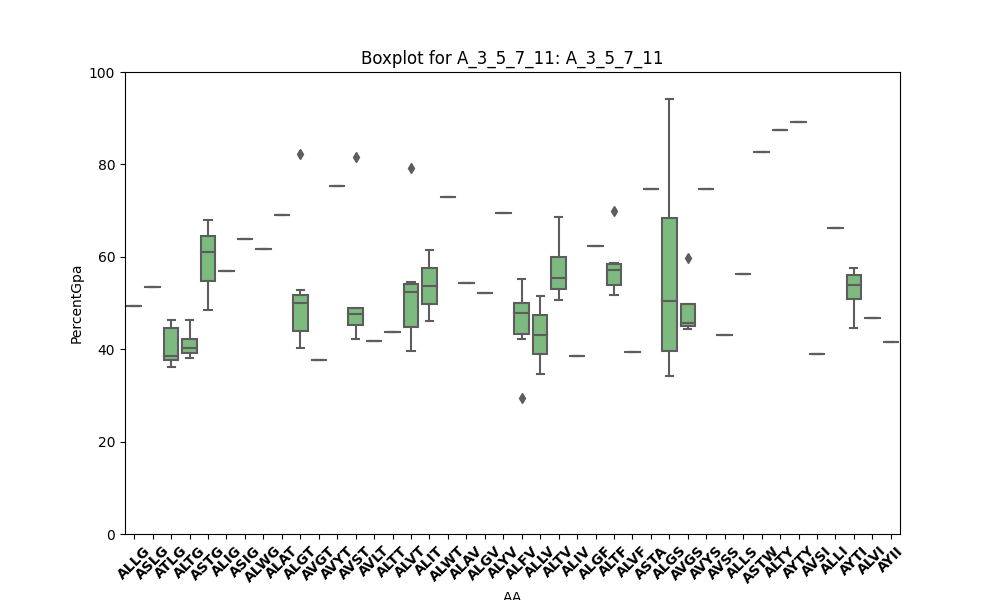 Boxplot for A_3_5_7_11: A_3_5_7_11
PercentGpa
100
80
60
40
20
0
ALLG ASLG ATLG ALTG ASTG ALIG ASIG ALWG ALAT ALGT AVGT AVYT AVST AVLT ALTT ALVT ALIT ALWT ALAV ALGV ALYV ALFV ALLV ALTV ALIV ALGF ALTF ALVF ASTA ALGS AVGS AVYS AVSS ALLS ASTW ALTY AYTY AVSI ALLI AYTI ALVI AYII
AA